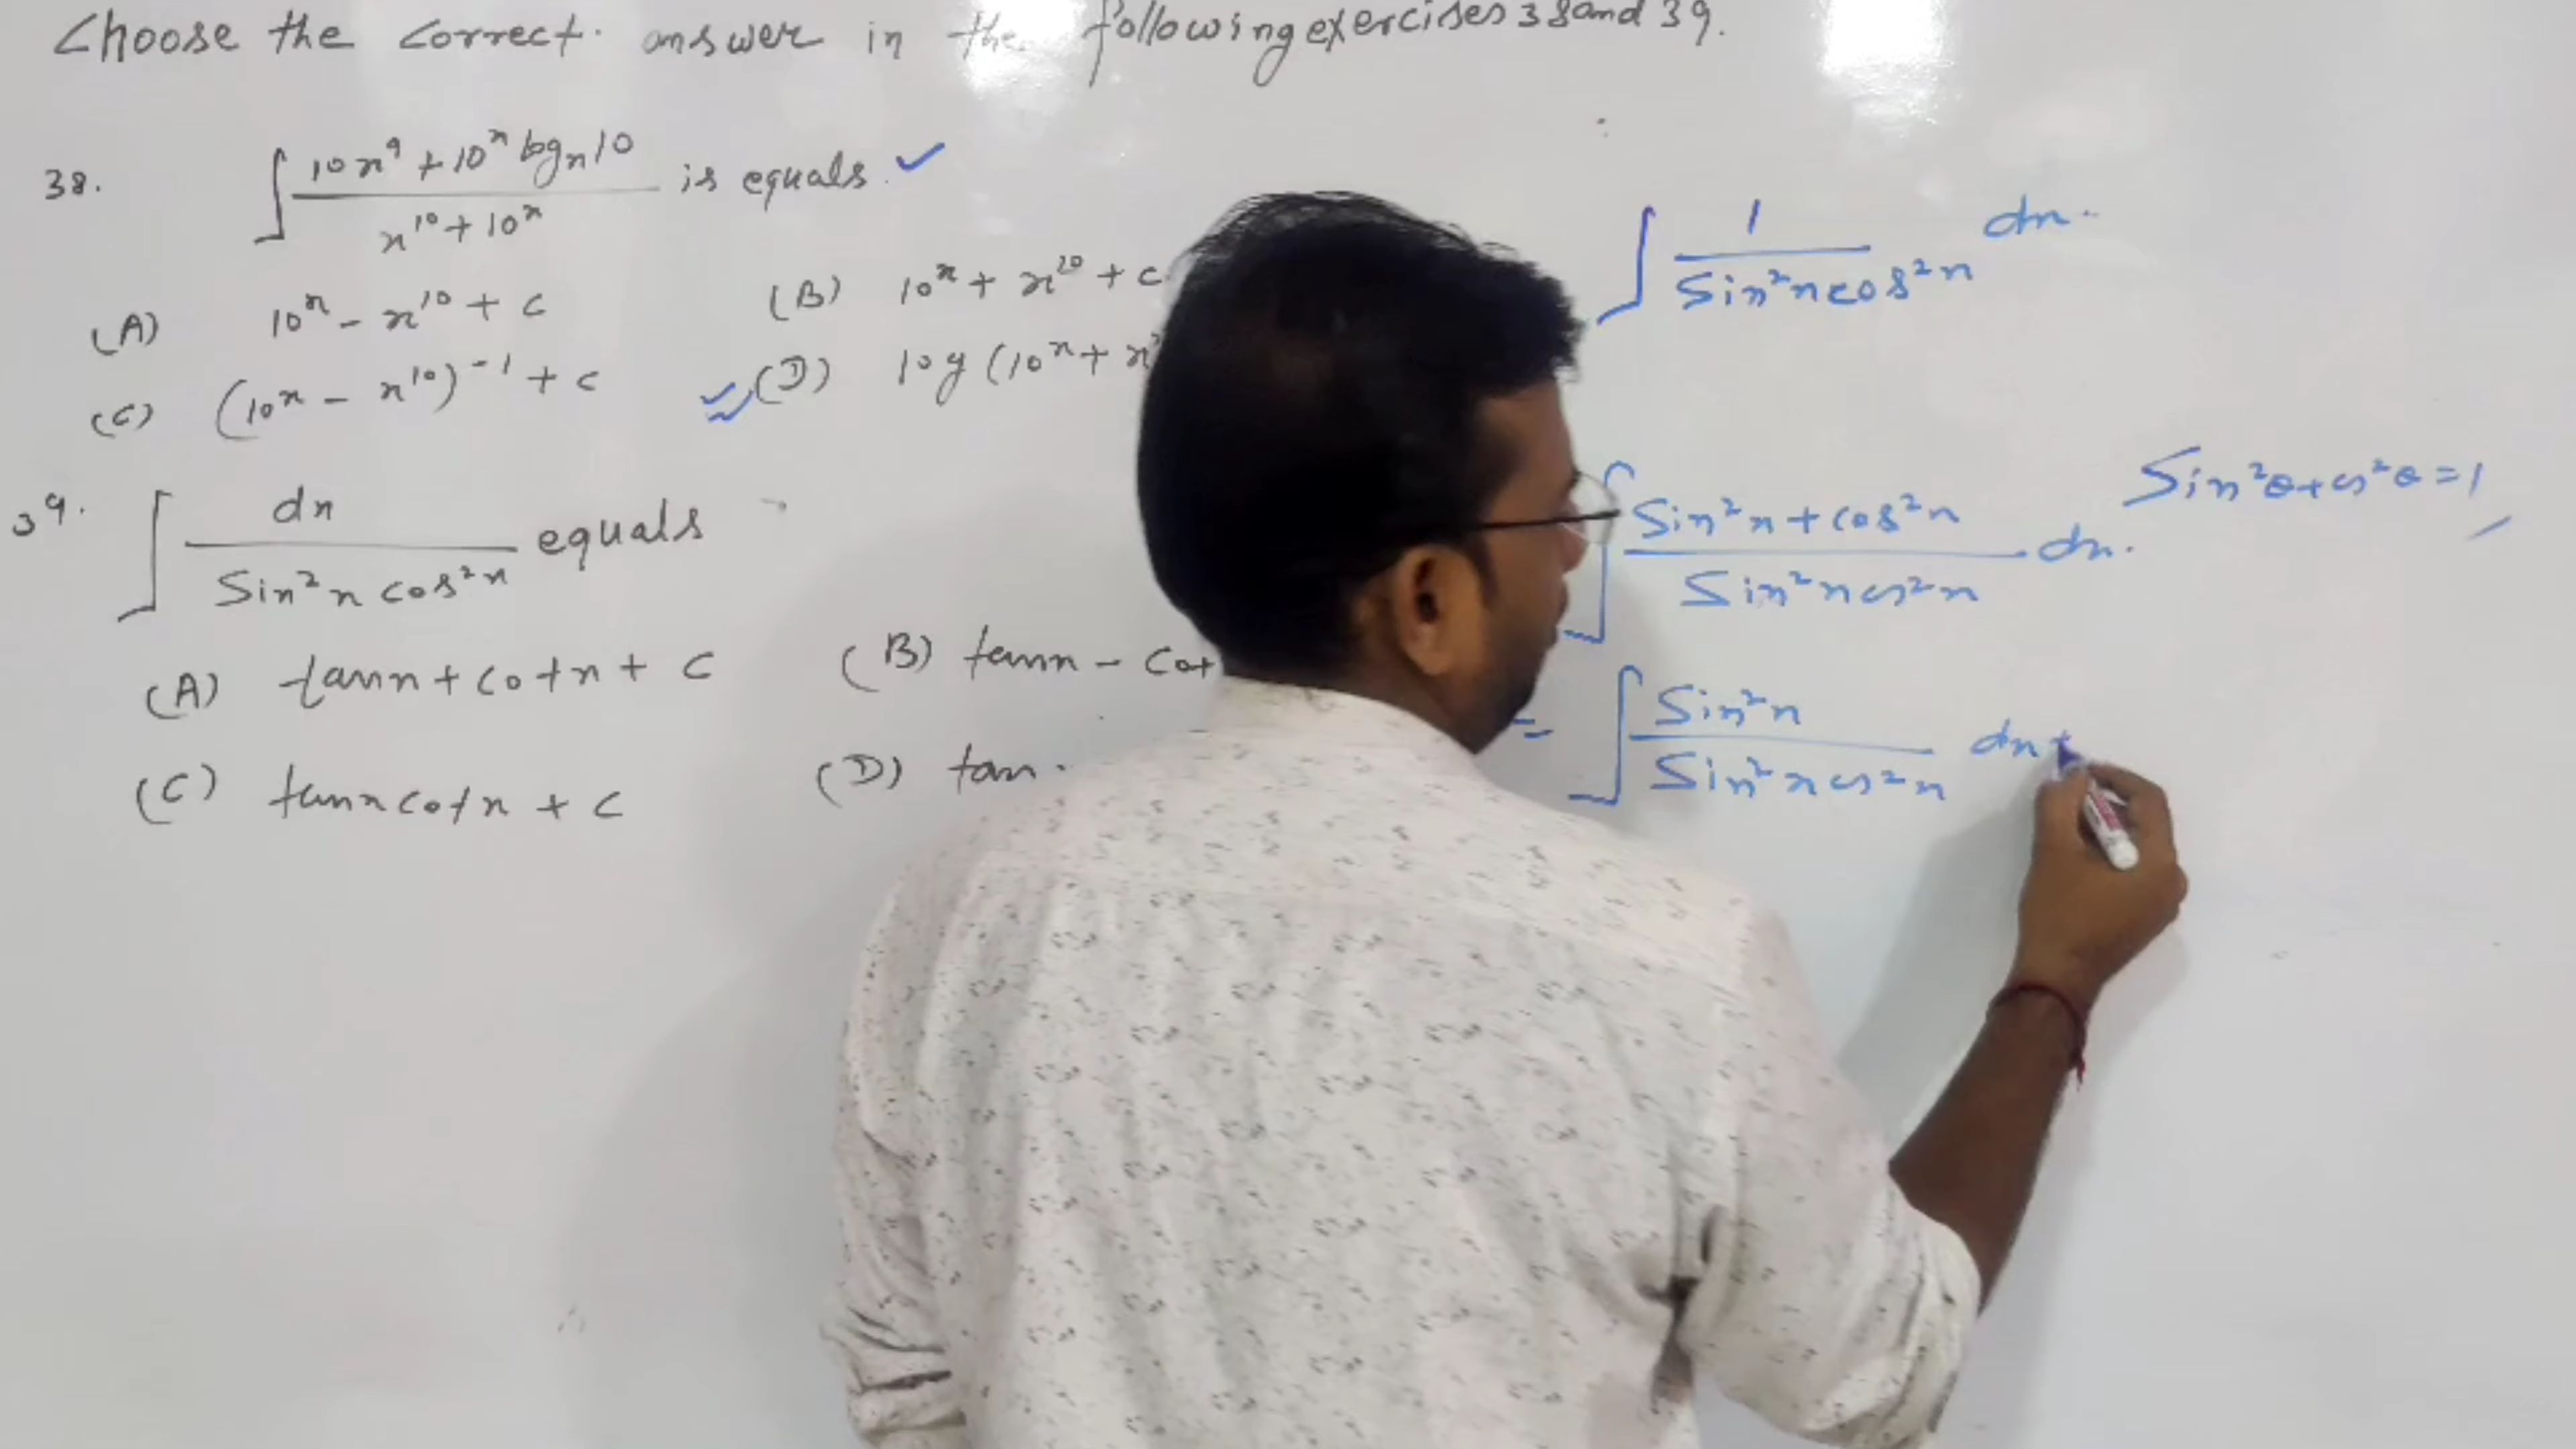 Choose the correct answer in the following exercises 38 and 39.
38. ∫ (10x⁹ + 10ˣ logₓ10) / (x¹⁰ + 10ˣ) is equals ✓
(A) 10ˣ - x¹⁰ + c
(B) 10ˣ + x¹⁰ + c
(C) (10ˣ - x¹⁰)⁻¹ + c
✓ (D) log (10ˣ + x
39. ∫ dx / (Sin²x cos²x) equals
(A) tanx + cotx + c
(B) tanx - cot
(C) tanx cotx + c
(D) tan
∫ 1 / (Sin²x cos²x) dx.
∫ (Sin²x + cos²x) / (Sin²x cos²x) dx.
Sin²θ + cos²θ = 1
= ∫ Sin²x / (Sin²x cos²x) dx +